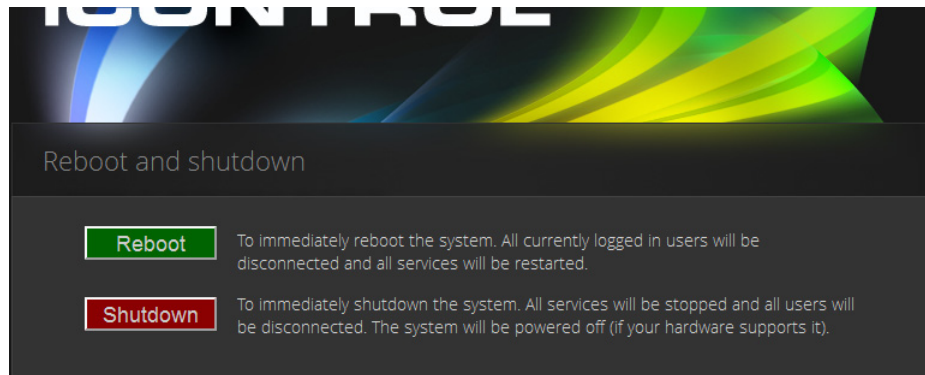 iCONTROL
Reboot and shutdown
Reboot
To immediately reboot the system. All currently logged in users will be
disconnected and all services will be restarted.
Shutdown
To immediately shutdown the system. All services will be stopped and all users will
be disconnected. The system will be powered off (if your hardware supports it).